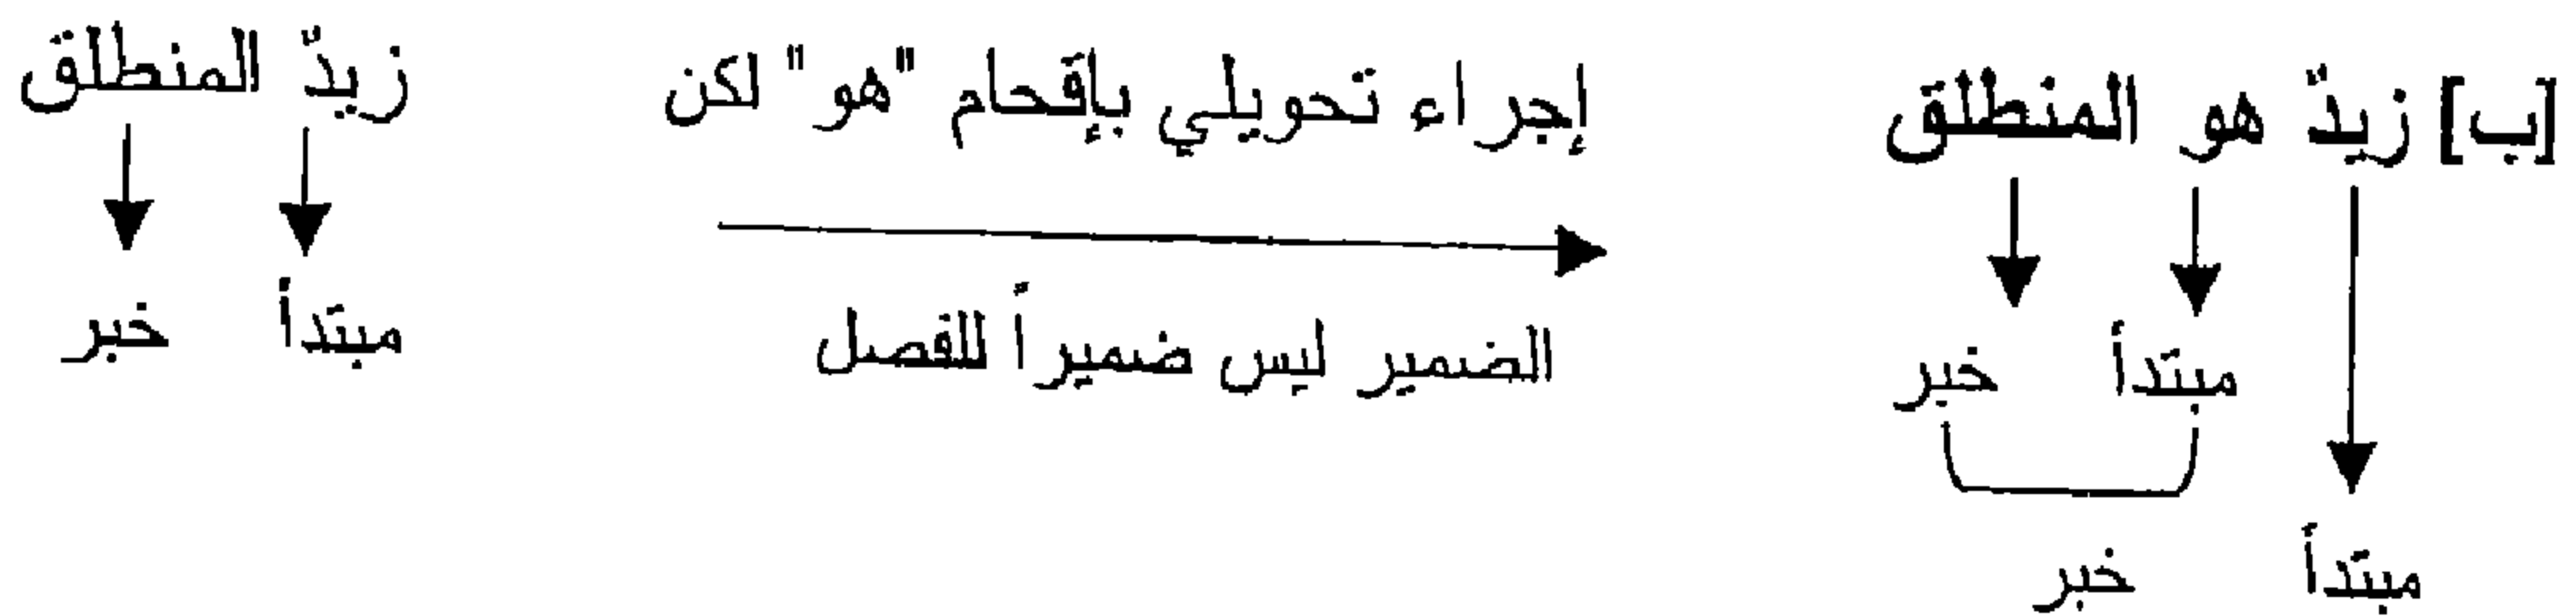 زيدٌ المنطلق
مبتدأ خبر
إجراء تحويلي بإقحام "هو" لكن
الضمير ليس ضميراً للفصل
[ب] زيدٌ هو المنطلق
مبتدأ خبر
مبتدأ خبر